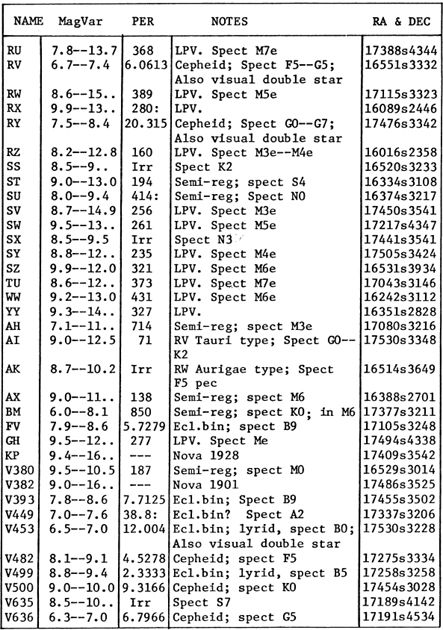 NAME MagVar PER NOTES RA & DEC
RU 7.8--13.7 368 LPV. Spect M7e 17388s4344
RV 6.7--7.4 6.0613 Cepheid; Spect F5--G5; 16551s3332
Also visual double star
RW 8.6--15.. 389 LPV. Spect M5e 17115s3323
RX 9.9--13.. 280: LPV. 16089s2446
RY 7.5--8.4 20.315 Cepheid; Spect G0--G7; 17476s3342
Also visual double star
RZ 8.2--12.8 160 LPV. Spect M3e--M4e 16016s2358
SS 8.5--9.. Irr Spect K2 16520s3233
ST 9.0--13.0 194 Semi-reg; spect S4 16334s3108
SU 8.0--9.4 414: Semi-reg; Spect N0 16374s3217
SV 8.7--14.9 256 LPV. Spect M3e 17450s3541
SW 9.5--13.. 261 LPV. Spect M5e 17217s4347
SX 8.5--9.5 Irr Spect N3 17441s3541
SY 8.8--12.. 235 LPV. Spect M4e 17505s3424
SZ 9.9--12.0 321 LPV. Spect M6e 16531s3934
TU 8.6--12.. 373 LPV. Spect M7e 17043s3146
WW 9.2--13.0 431 LPV. Spect M6e 16242s3112
YY 9.3--14.. 327 LPV. 16351s2828
AH 7.1--11.. 714 Semi-reg; spect M3e 17080s3216
AI 9.0--12.5 71 RV Tauri type; Spect G0-- 17530s3348
K2
AK 8.7--10.2 Irr RW Aurigae type; Spect 16514s3649
F5 pec
AX 9.0--11.. 138 Semi-reg; spect M6 16388s2701
BM 6.0--8.1 850 Semi-reg; spect K0; in M6 17377s3211
FV 7.9--8.6 5.7279 Ecl.bin; spect B9 17105s3248
GH 9.5--12.. 277 LPV. Spect Me 17494s4338
KP 9.4--16.. --- Nova 1928 17409s3542
V380 9.5--10.5 187 Semi-reg; spect M0 16529s3014
V382 9.0--16.. --- Nova 1901 17486s3525
V393 7.8--8.6 7.7125 Ecl.bin; Spect B9 17455s3502
V449 7.0--7.6 38.8: Ecl.bin? Spect A2 17337s3206
V453 6.5--7.0 12.004 Ecl.bin; lyrid, spect B0; 17530s3228
Also visual double star
V482 8.1--9.1 4.5278 Cepheid; spect F5 17275s3334
V499 8.8--9.4 2.3333 Ecl.bin; lyrid, spect B5 17258s3258
V500 9.0--10.0 9.3166 Cepheid; spect K0 17454s3028
V635 8.5--10.. Irr Spect S7 17189s4142
V636 6.3--7.0 6.7966 Cepheid; spect G5 17191s4534